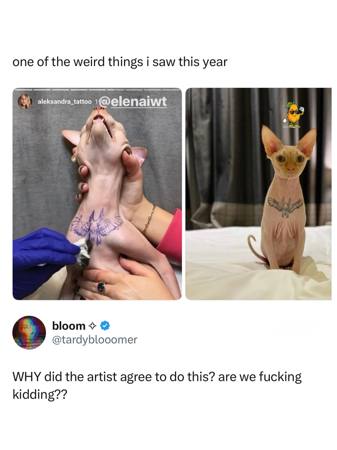 one of the weird things i saw this year
aleksandra_tattoo
@elenaiwt
bloom
@tardyblooomer
WHY did the artist agree to do this? are we fucking
kidding??